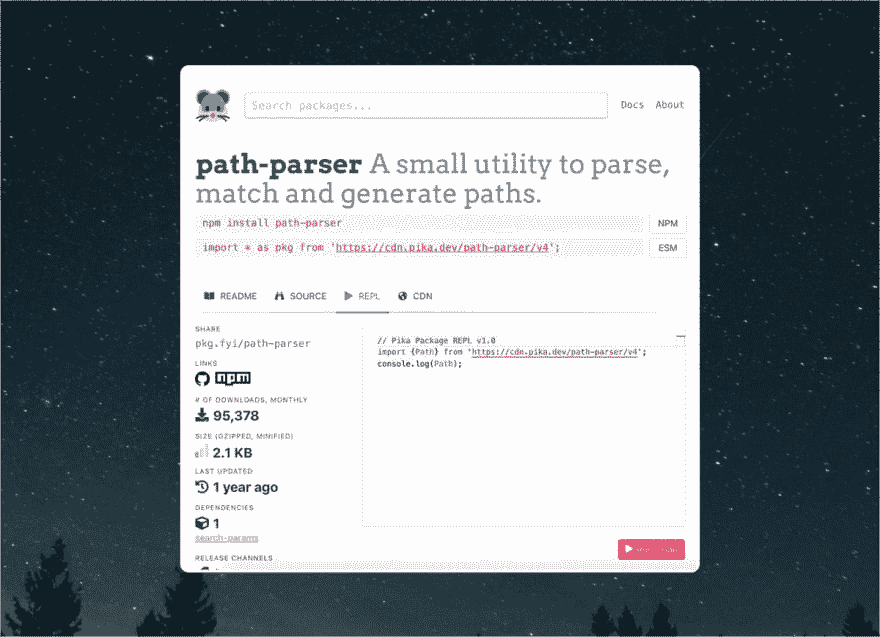 Search packages...
Docs About
path-parser A small utility to parse,
match and generate paths.
npm install path-parser
NPM
import * as pkg from 'https://cdn.pika.dev/path-parser/v4';
ESM
README SOURCE REPL CDN
SHARE
pkg.fyi/path-parser
LINKS
npm
# OF DOWNLOADS, MONTHLY
95,378
SIZE (GZIPPED, MINIFIED)
2.1 KB
LAST UPDATED
1 year ago
DEPENDENCIES
1
search-params
RELEASE CHANNELS
// Pika Package REPL v1.0
import {Path} from 'https://cdn.pika.dev/path-parser/v4';
console.log(Path);